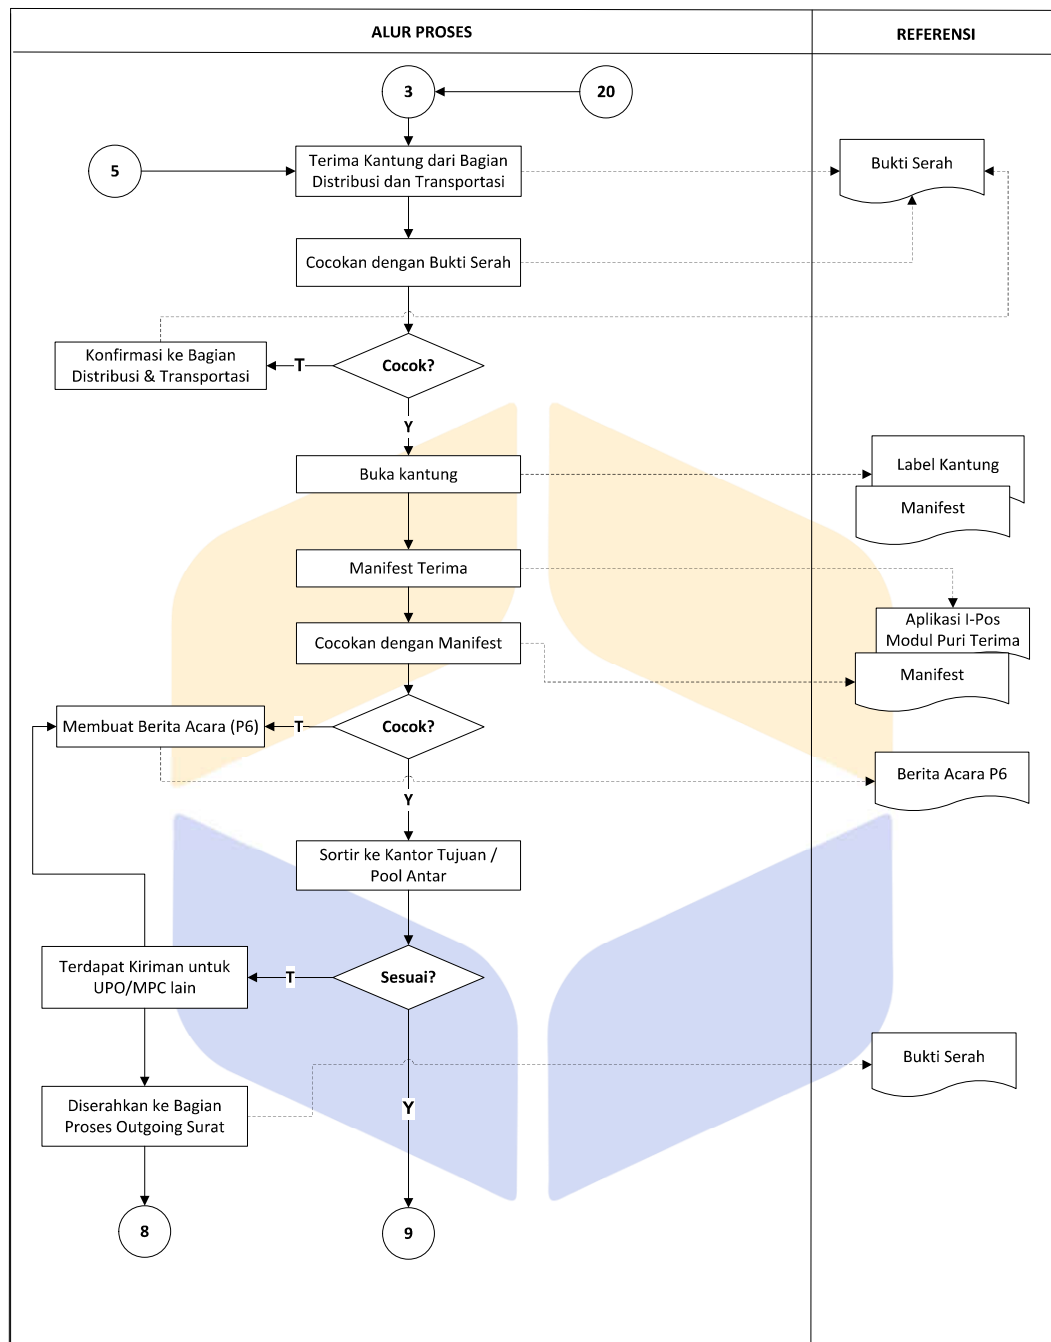 ALUR PROSES
REFERENSI
3
20
5
Terima Kantung dari Bagian
Distribusi dan Transportasi
Bukti Serah
Cocokan dengan Bukti Serah
Konfirmasi ke Bagian
Distribusi & Transportasi
T
Cocok?
Y
Buka kantung
Label Kantung
Manifest
Manifest Terima
Aplikasi I-Pos
Modul Puri Terima
Cocokan dengan Manifest
Manifest
Membuat Berita Acara (P6)
T
Cocok?
Berita Acara P6
Y
Sortir ke Kantor Tujuan /
Pool Antar
Terdapat Kiriman untuk
UPO/MPC lain
T
Sesuai?
Bukti Serah
Diserahkan ke Bagian
Proses Outgoing Surat
Y
8
9